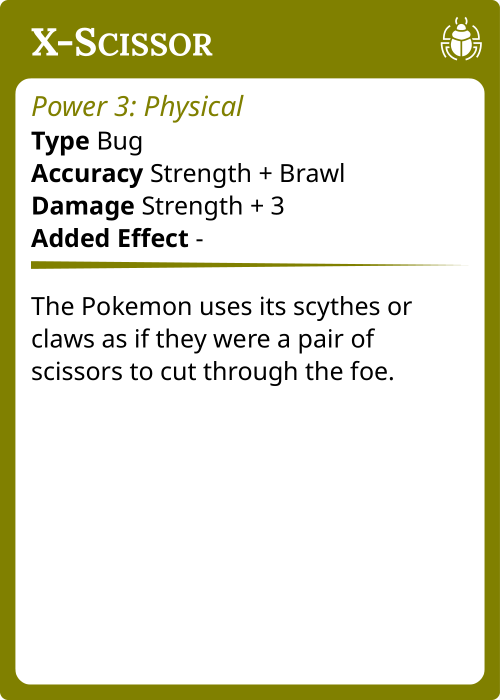 X-Scissor
Power 3: Physical
Type Bug
Accuracy Strength + Brawl
Damage Strength + 3
Added Effect -
The Pokemon uses its scythes or
claws as if they were a pair of
scissors to cut through the foe.